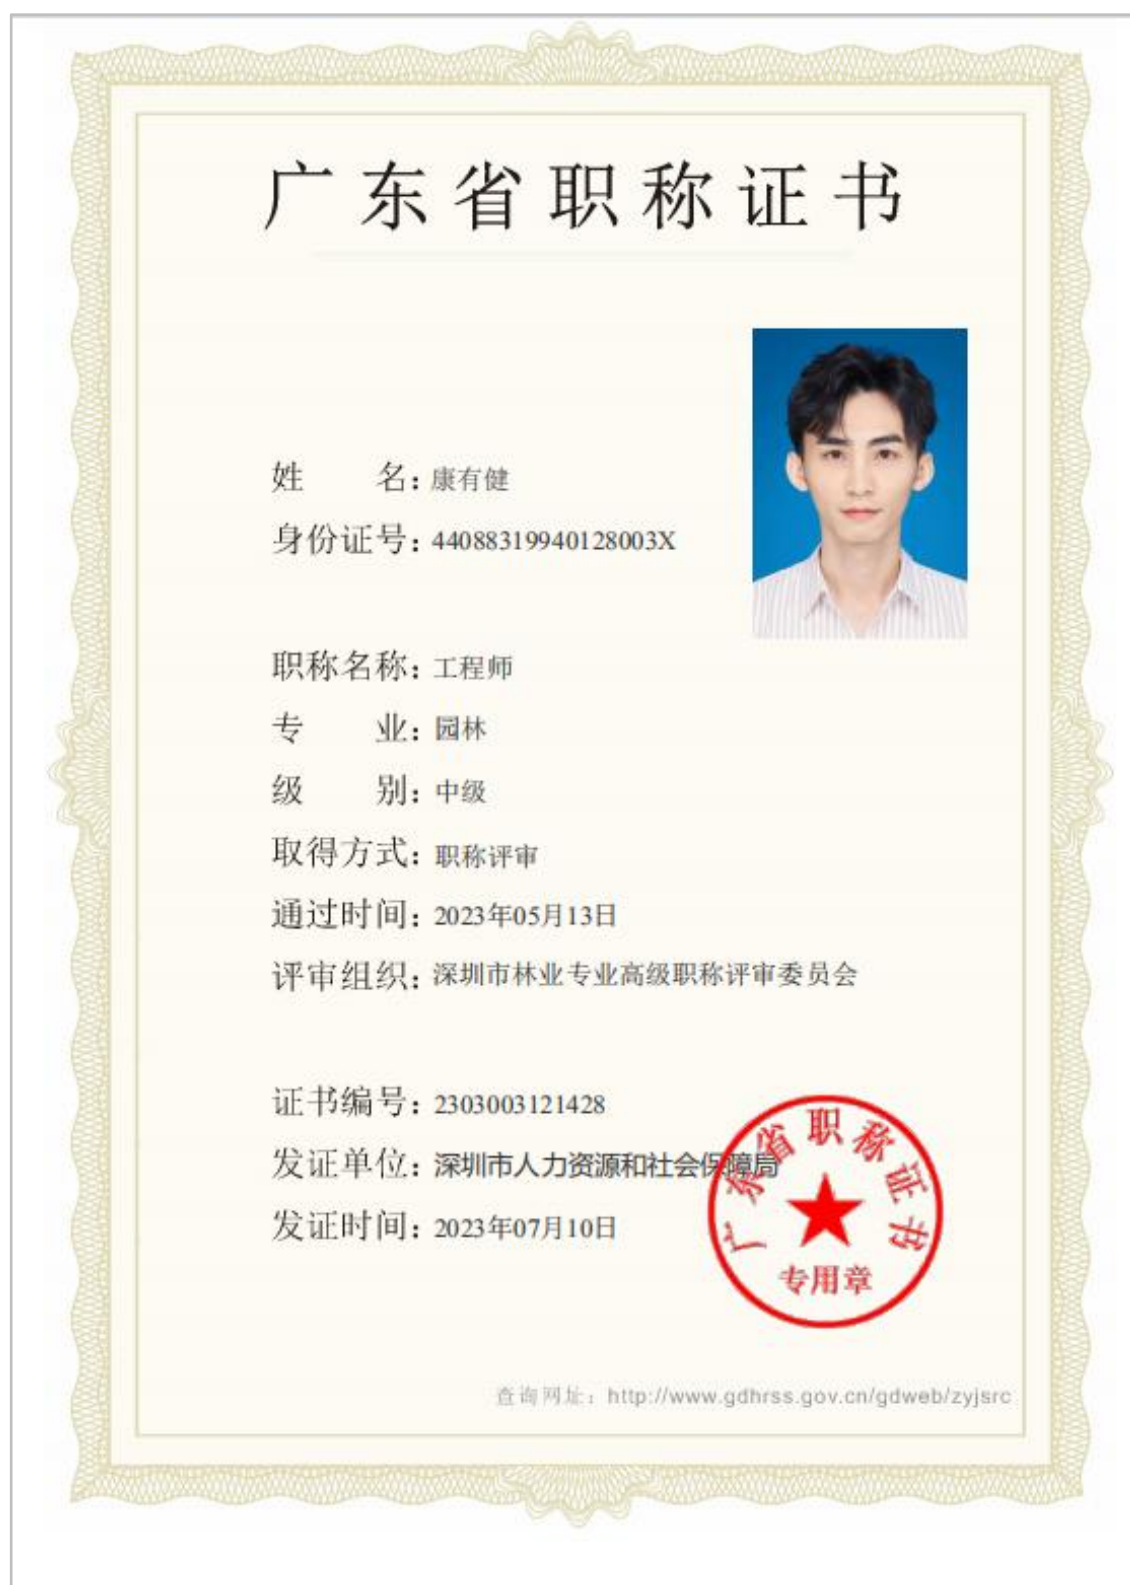 广东省职称证书
姓　　名：康有健
身份证号：44088319940128003X
职称名称：工程师
专　　业：园林
级　　别：中级
取得方式：职称评审
通过时间：2023年05月13日
评审组织：深圳市林业专业高级职称评审委员会
证书编号：2303003121428
发证单位：深圳市人力资源和社会保障局
发证时间：2023年07月10日
广东省职称证书
专用章
查询网址：http://www.gdhrss.gov.cn/gdweb/zyjsrc